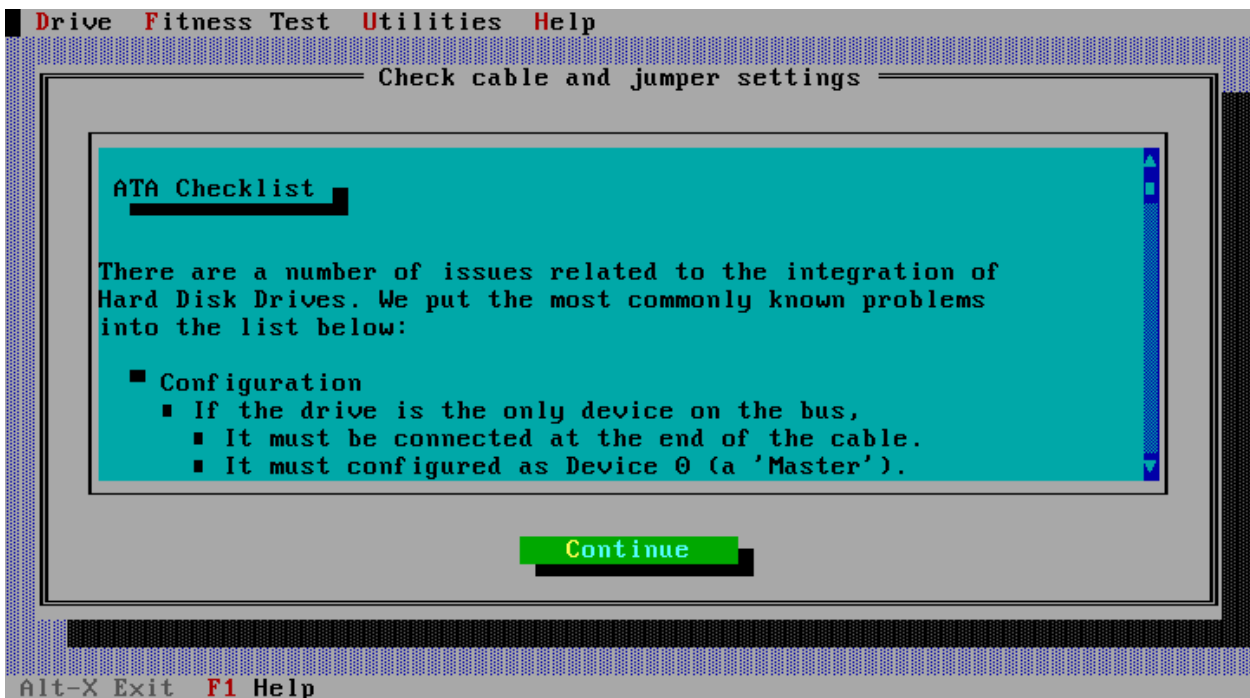 Drive Fitness Test Utilities Help
Check cable and jumper settings
ATA Checklist
There are a number of issues related to the integration of
Hard Disk Drives. We put the most commonly known problems
into the list below:
Configuration
If the drive is the only device on the bus,
It must be connected at the end of the cable.
It must configured as Device 0 (a 'Master').
Continue
Alt-X Exit F1 Help